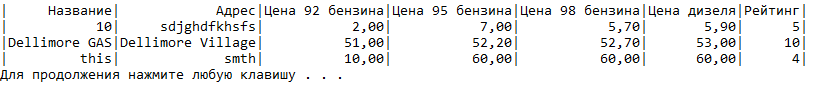 |     Название|            Адрес|Цена 92 бензина|Цена 95 бензина|Цена 98 бензина|Цена дизеля|Рейтинг|
|           10|     sdjghdfkhsfs|           2,00|           7,00|           5,70|       5,90|      5|
|Dellimore GAS|Dellimore Village|          51,00|          52,20|          52,70|      53,00|     10|
|         this|             smth|          10,00|          60,00|          60,00|      60,00|      4|
Для продолжения нажмите любую клавишу . . .